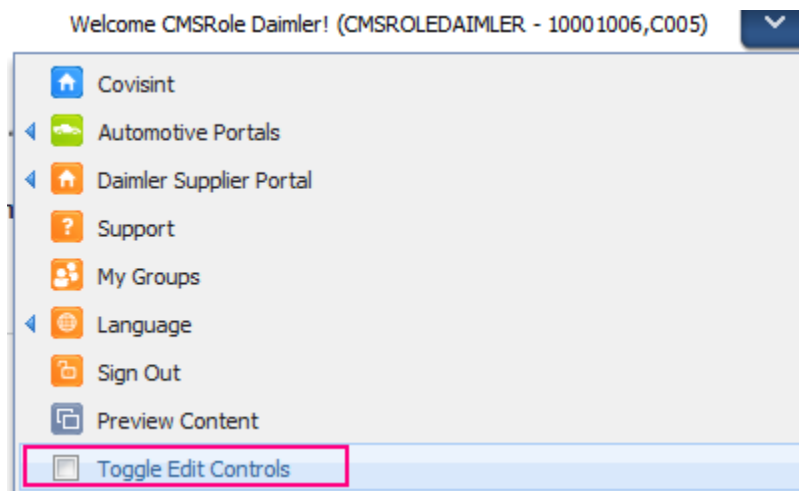 Welcome CMSRole Daimler! (CMSROLEDAIMLER - 10001006,C005)
Covisint
Automotive Portals
Daimler Supplier Portal
? Support
My Groups
Language
Sign Out
Preview Content
Toggle Edit Controls